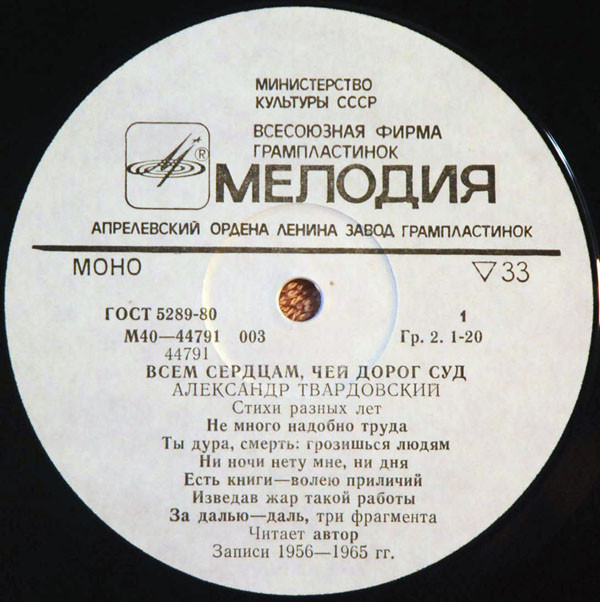 МИНИСТЕРСТВО
КУЛЬТУРЫ СССР
ВСЕСОЮЗНАЯ ФИРМА
ГРАМПЛАСТИНОК
®
МЕЛОДИЯ
АПРЕЛЕВСКИЙ ОРДЕНА ЛЕНИНА ЗАВОД ГРАМПЛАСТИНОК
МОНО ▽33
ГОСТ 5289-80 1
М40—44791 003 Гр. 2. 1-20
44791
ВСЕМ СЕРДЦАМ, ЧЕЙ ДОРОГ СУД
АЛЕКСАНДР ТВАРДОВСКИЙ
Стихи разных лет
Не много надобно труда
Ты дура, смерть: грозишься людям
Ни ночи нету мне, ни дня
Есть книги—волею приличий
Изведав жар такой работы
За далью—даль, три фрагмента
Читает автор
Записи 1956—1965 гг.